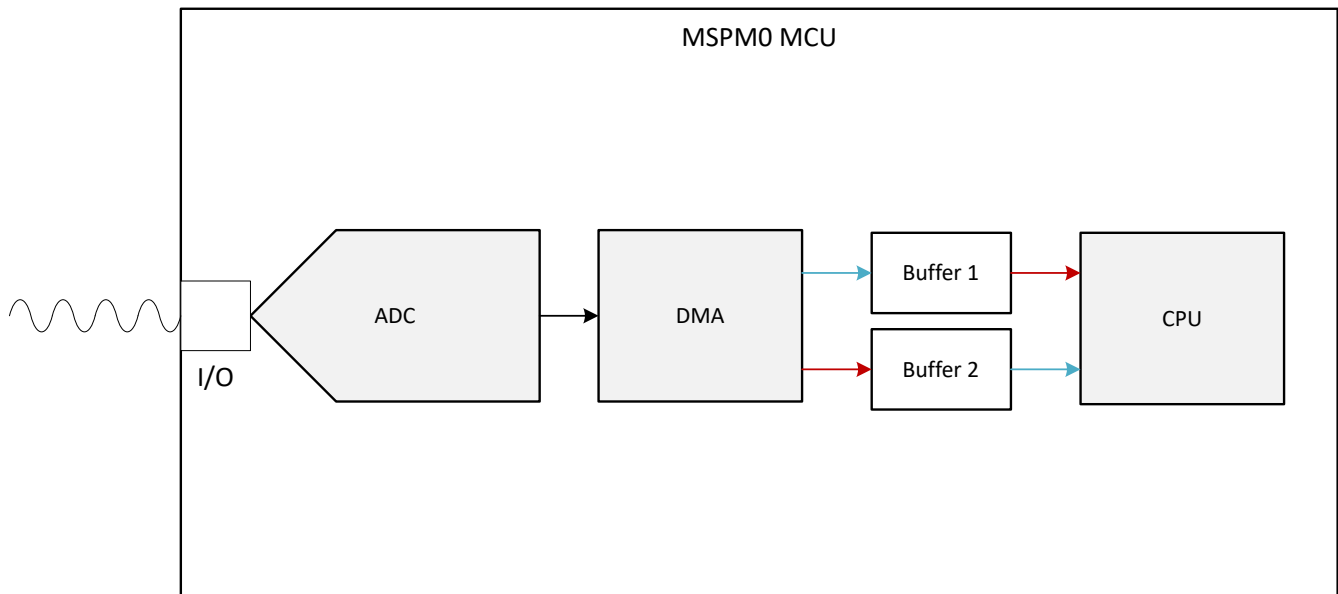 MSPM0 MCU
I/O
ADC
DMA
Buffer 1
Buffer 2
CPU